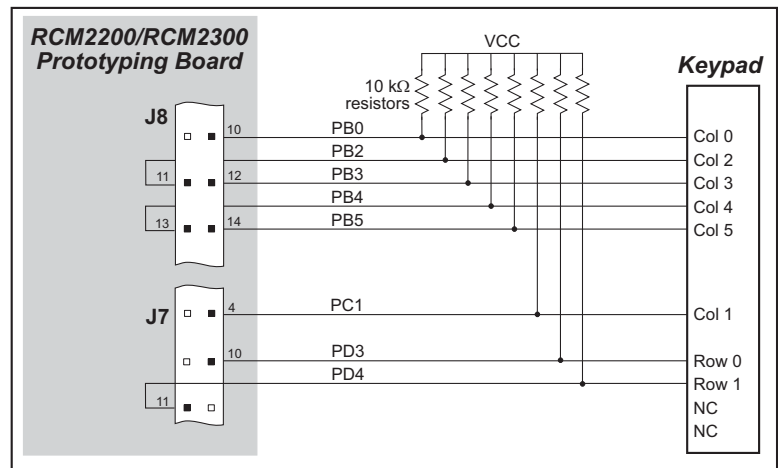 RCM2200/RCM2300
Prototyping Board
VCC
Keypad
10 kΩ
resistors
J8
10
PB0
Col 0
PB2
Col 2
11
12
PB3
Col 3
PB4
Col 4
13
14
PB5
Col 5
J7
4
PC1
Col 1
10
PD3
Row 0
PD4
Row 1
11
NC
NC